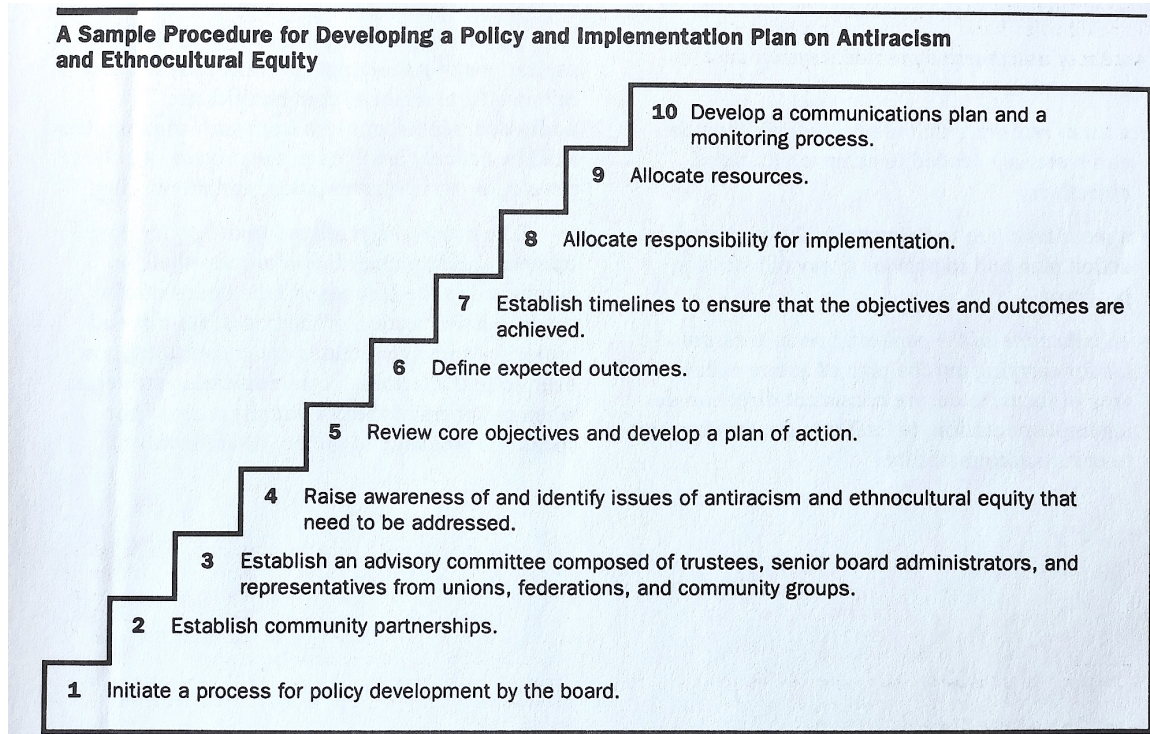 A Sample Procedure for Developing a Policy and Implementation Plan on Antiracism
and Ethnocultural Equity
10 Develop a communications plan and a
monitoring process.
9 Allocate resources.
8 Allocate responsibility for implementation.
7 Establish timelines to ensure that the objectives and outcomes are
achieved.
6 Define expected outcomes.
5 Review core objectives and develop a plan of action.
4 Raise awareness of and identify issues of antiracism and ethnocultural equity that
need to be addressed.
3 Establish an advisory committee composed of trustees, senior board administrators, and
representatives from unions, federations, and community groups.
2 Establish community partnerships.
1 Initiate a process for policy development by the board.